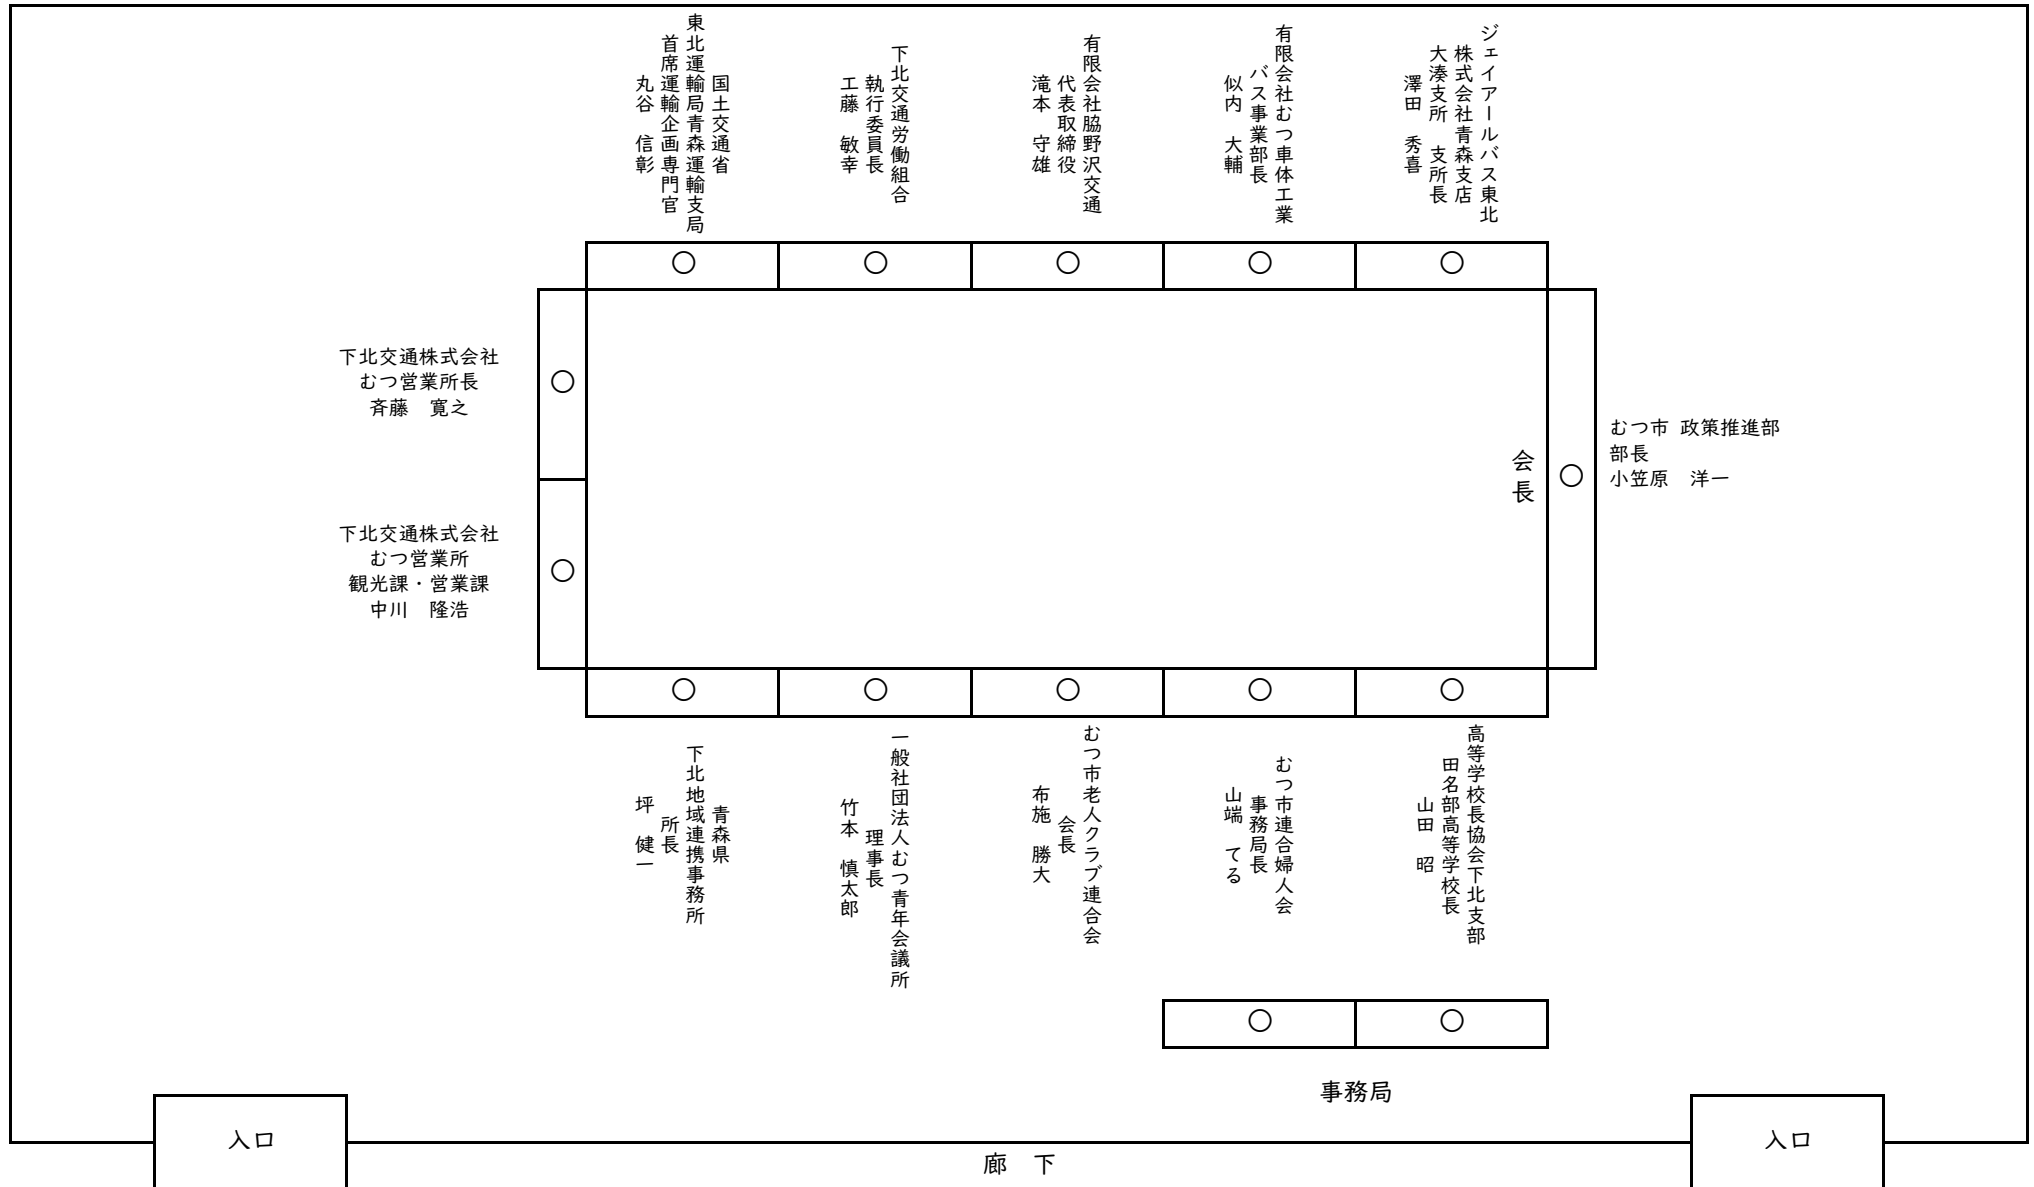 国土交通省
東北運輸局青森運輸支局
首席運輸企画専門官
丸谷　信彰
下北交通労働組合
執行委員長
工藤　敏幸
有限会社脇野沢交通
代表取締役
滝本　守雄
有限会社むつ車体工業
バス事業部長
似内　大輔
ジェイアールバス東北
株式会社青森支店
大湊支所　支所長
澤田　秀喜
下北交通株式会社
むつ営業所長
斉藤　寛之
下北交通株式会社
むつ営業所
観光課・営業課
中川　隆浩
会長
むつ市 政策推進部
部長
小笠原　洋一
青森県
下北地域連携事務所
所長
坪　健一
一般社団法人むつ青年会議所
理事長
竹本　慎太郎
むつ市老人クラブ連合会
会長
布施　勝大
むつ市連合婦人会
事務局長
山端　てる
高等学校長協会下北支部
田名部高等学校長
山田　昭
事務局
入口
入口
廊　下